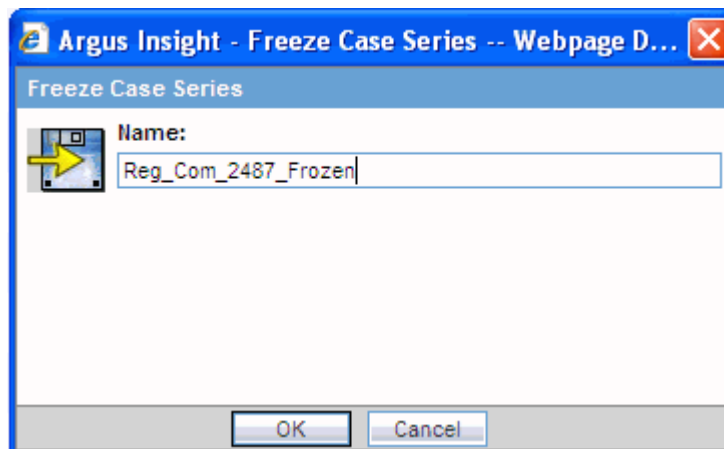 Argus Insight - Freeze Case Series -- Webpage D...
Freeze Case Series
Name:
Reg_Com_2487_Frozen
OK Cancel